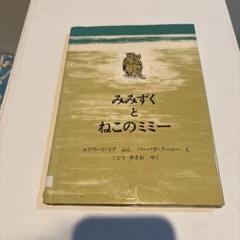 みみずく
と
ねこのミミー
エドワード・リア ぶん バーバラ・クーニー え
くどう ゆきお やく